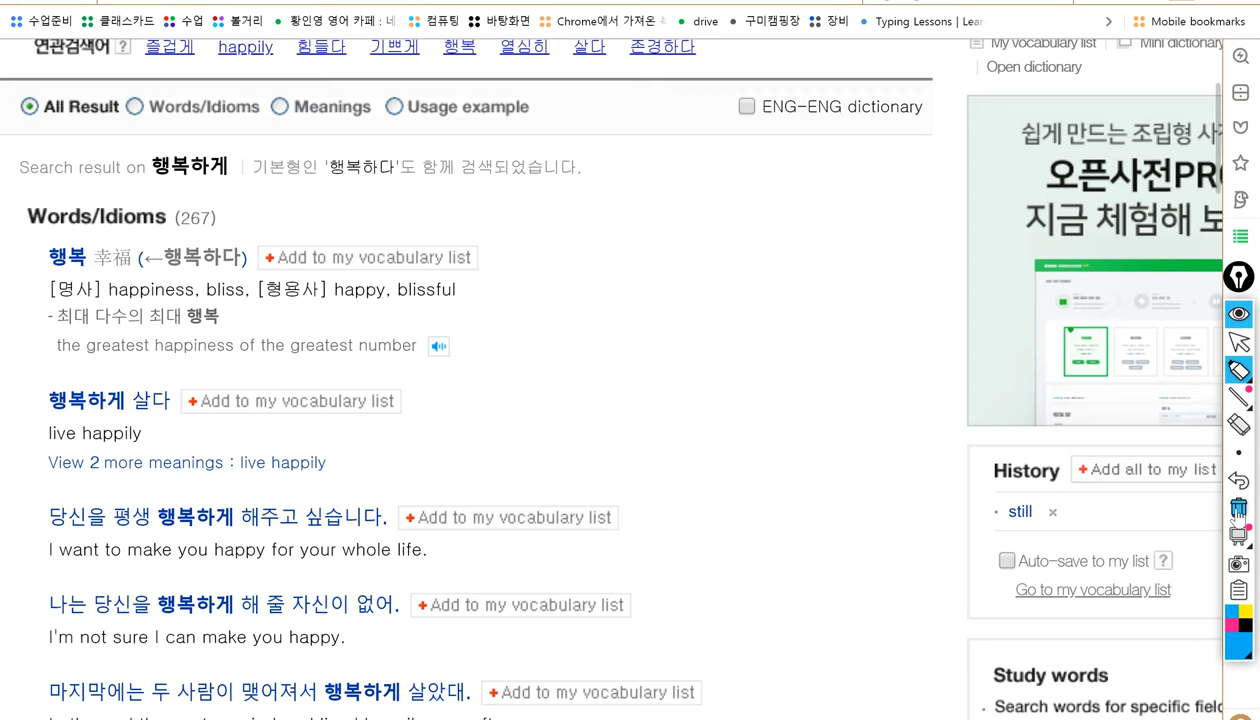 수업준비 클래스카드 수업 볼거리 황인영 영어 카페 : 네 컴퓨팅 바탕화면 Chrome에서 가져온 drive 구미캠핑장 장비 Typing Lessons | Lear Mobile bookmarks
연관검색어 ? 즐겁게 happily 힘들다 기쁘게 행복 열심히 살다 존경하다
My vocabulary list Mini dictionary
Open dictionary
All Result Words/Idioms Meanings Usage example ENG-ENG dictionary
Search result on 행복하게 | 기본형인 '행복하다'도 함께 검색되었습니다.
Words/Idioms (267)
행복 幸福 (←행복하다) + Add to my vocabulary list
[명사] happiness, bliss, [형용사] happy, blissful
- 최대 다수의 최대 행복
the greatest happiness of the greatest number
행복하게 살다 + Add to my vocabulary list
live happily
View 2 more meanings : live happily
당신을 평생 행복하게 해주고 싶습니다. + Add to my vocabulary list
I want to make you happy for your whole life.
나는 당신을 행복하게 해 줄 자신이 없어. + Add to my vocabulary list
I'm not sure I can make you happy.
마지막에는 두 사람이 맺어져서 행복하게 살았대. + Add to my vocabulary list
쉽게 만드는 조립형 사
오픈사전PR
지금 체험해 보
History + Add all to my list
· still ×
Auto-save to my list ?
Go to my vocabulary list
Study words
· Search words for specific field